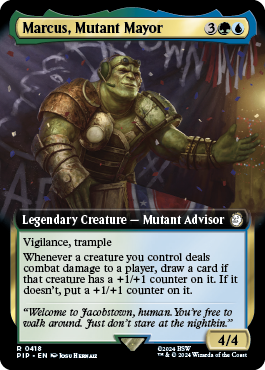 Marcus, Mutant Mayor 3
Legendary Creature — Mutant Advisor
Vigilance, trample
Whenever a creature you control deals
combat damage to a player, draw a card if
that creature has a +1/+1 counter on it. If it
doesn't, put a +1/+1 counter on it.
“Welcome to Jacobstown, human. You're free to
walk around. Just don't stare at the nightkin.”
4/4
R 0418
PIP • EN Josu Hernaiz
©2024 BSW
™ & © 2024 Wizards of the Coast